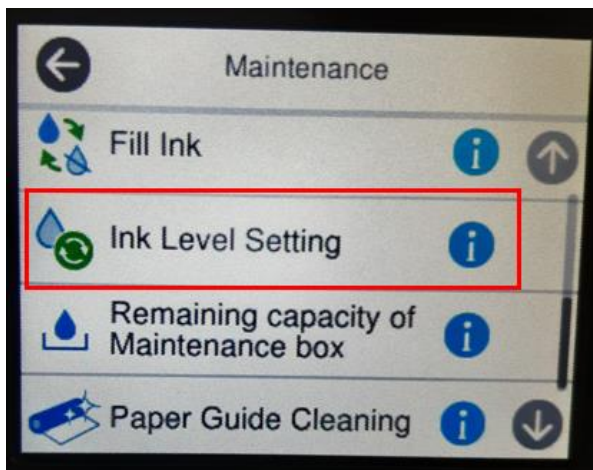 Maintenance
Fill Ink
Ink Level Setting
Remaining capacity of
Maintenance box
Paper Guide Cleaning